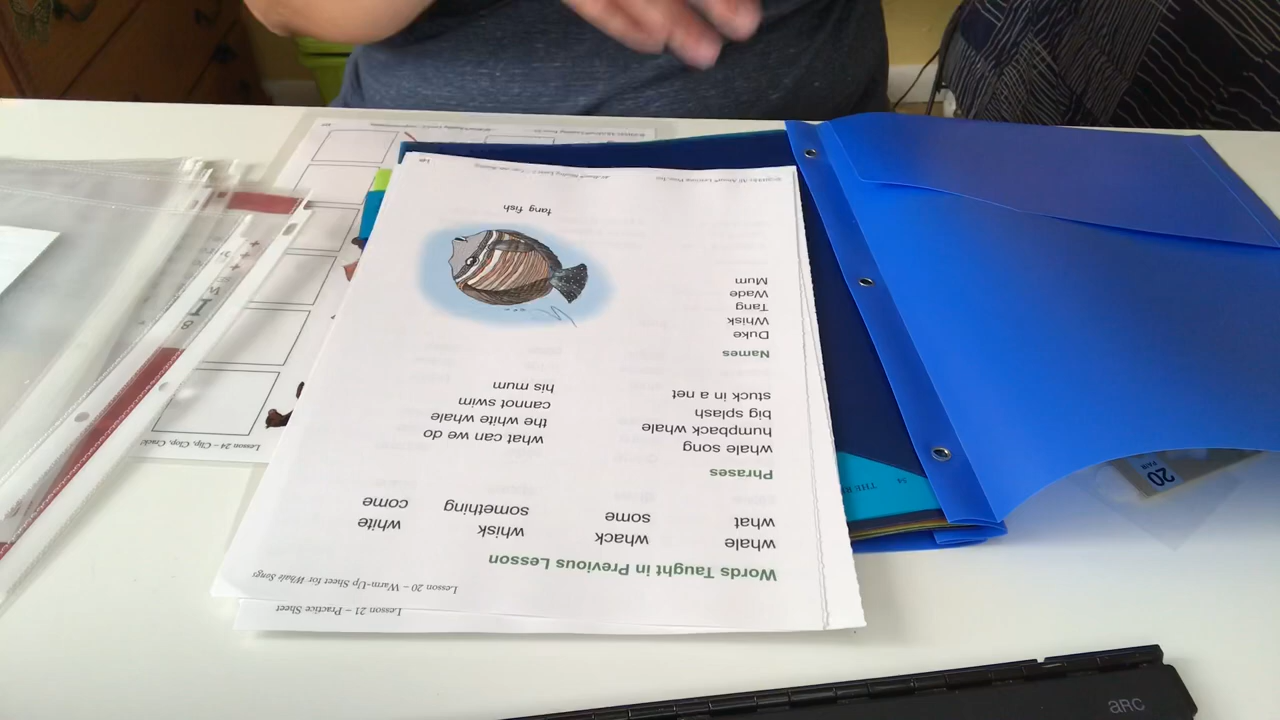 Lesson 21 – Practice Sheet
Lesson 20 – Warm-Up Sheet for Whale Songs
Words Taught in Previous Lesson
whale whack whisk white
what some something come
Phrases
whale song what can we do
humpback whale the white whale
big splash cannot swim
stuck in a net his mum
Names
Duke
Whisk
Tang
Wade
Mum
tang fish
Lesson 24 – Clip, Clop, Crack!
54
20
PAIR
arc